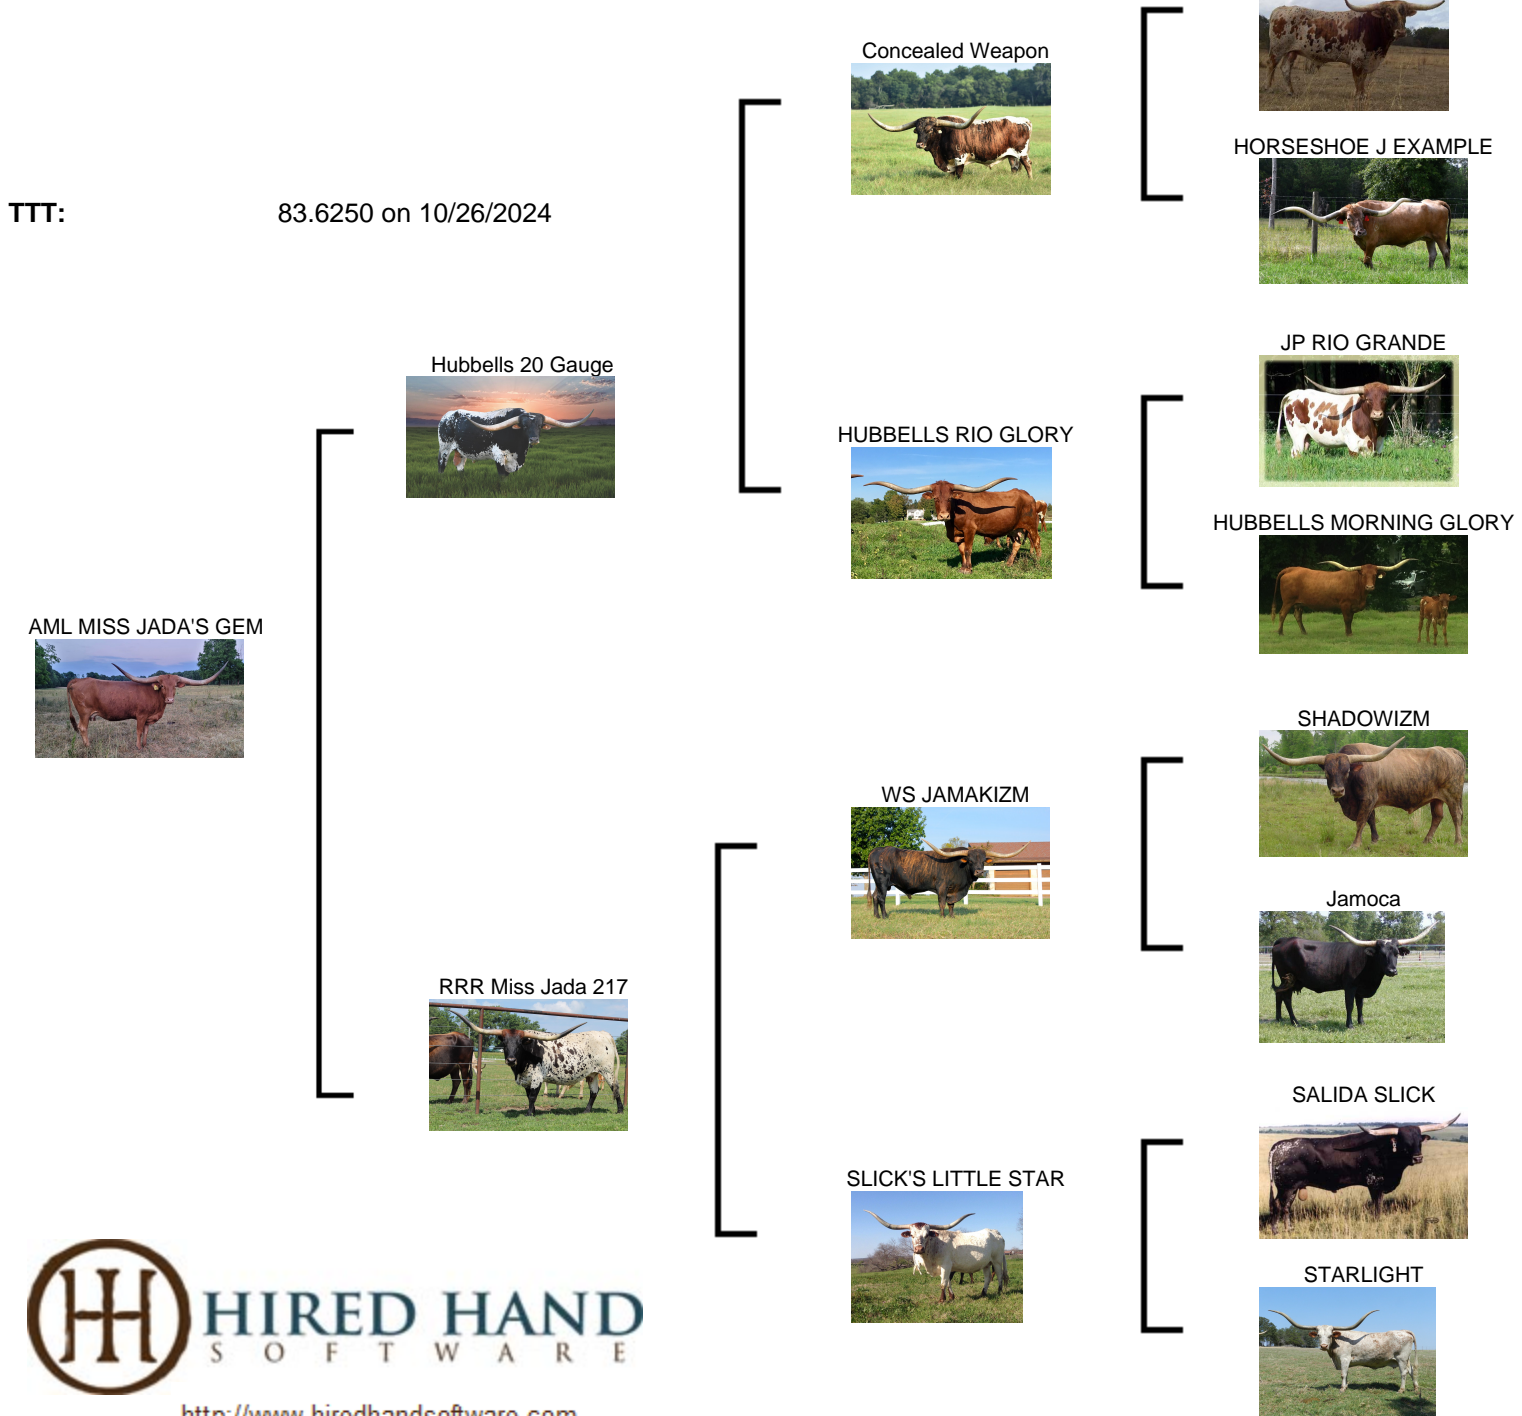 Concealed Weapon
HORSESHOE J EXAMPLE
TTT: 83.6250 on 10/26/2024
JP RIO GRANDE
Hubbells 20 Gauge
HUBBELLS RIO GLORY
HUBBELLS MORNING GLORY
AML MISS JADA'S GEM
SHADOWIZM
WS JAMAKIZM
Jamoca
RRR Miss Jada 217
SALIDA SLICK
SLICK'S LITTLE STAR
STARLIGHT
HIRED HAND
SOFTWARE
http://www.hiredhandsoftware.com